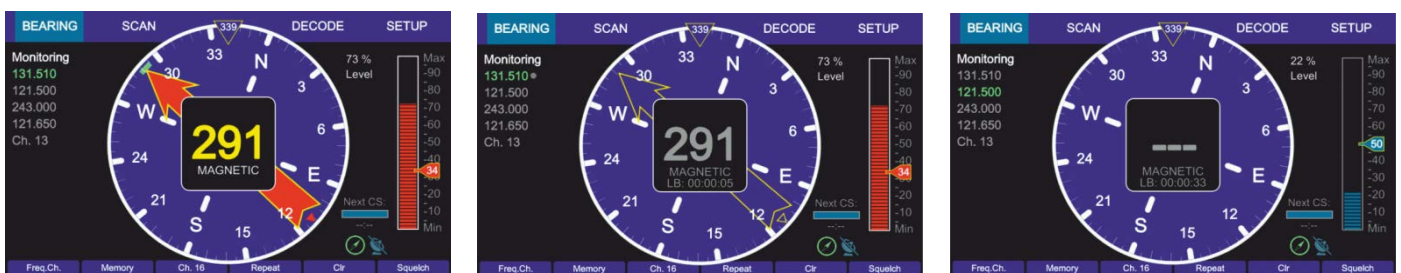 BEARING SCAN 339 DECODE SETUP
Monitoring
131.510
121.500
243.000
121.650
Ch. 13
73 %
Level
Max
-90
-80
-70
-60
-50
-40
-30
-20
-10
Min
34
33
N
3
6
E
12
15
S
21
24
W
30
291
MAGNETIC
Next CS:
--:--
Freq.Ch. Memory Ch. 16 Repeat Clr Squelch
BEARING SCAN 339 DECODE SETUP
Monitoring
131.510
121.500
243.000
121.650
Ch. 13
73 %
Level
Max
-90
-80
-70
-60
-50
-40
-30
-20
-10
Min
34
33
N
3
6
E
12
15
S
21
24
W
30
291
MAGNETIC
LB: 00:00:05
Next CS:
--:--
Freq.Ch. Memory Ch. 16 Repeat Clr Squelch
BEARING SCAN 339 DECODE SETUP
Monitoring
131.510
121.500
243.000
121.650
Ch. 13
22 %
Level
Max
-90
-80
-70
-60
50
-40
-30
-20
-10
Min
33
N
3
6
E
12
15
S
21
24
W
30
---
MAGNETIC
LB: 00:00:33
Next CS:
--:--
Freq.Ch. Memory Ch. 16 Repeat Clr Squelch